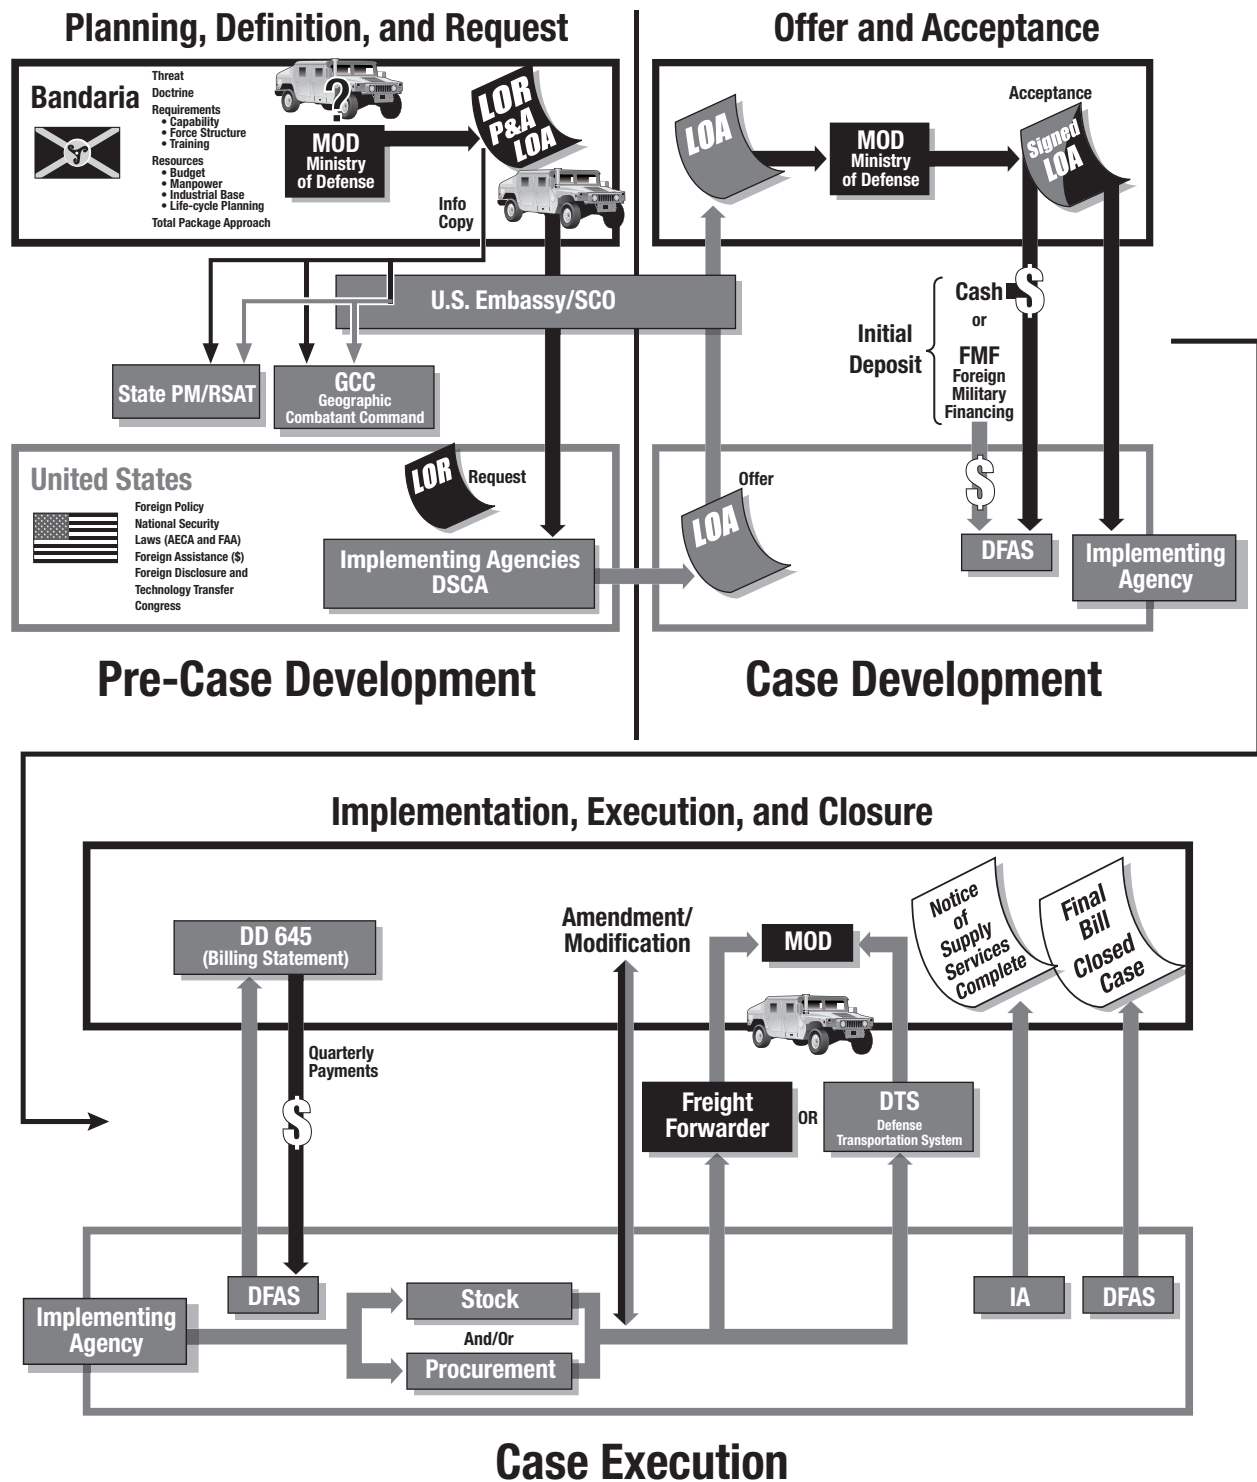 Planning, Definition, and Request
Offer and Acceptance
Bandaria
Threat
Doctrine
Requirements
• Capability
• Force Structure
• Training
Resources
• Budget
• Manpower
• Industrial Base
• Life-cycle Planning
Total Package Approach
?
MOD
Ministry
of Defense
LOR
P&A
LOA
Info
Copy
LOA
MOD
Ministry
of Defense
Acceptance
Signed
LOA
U.S. Embassy/SCO
State PM/RSAT
GCC
Geographic
Combatant Command
Initial
Deposit
Cash
$
or
FMF
Foreign
Military
Financing
$
United States
Foreign Policy
National Security
Laws (AECA and FAA)
Foreign Assistance ($)
Foreign Disclosure and
Technology Transfer
Congress
LOR
Request
Implementing Agencies
DSCA
Offer
LOA
DFAS
Implementing
Agency
Pre-Case Development
Case Development
Implementation, Execution, and Closure
DD 645
(Billing Statement)
Quarterly
Payments
$
Amendment/
Modification
MOD
Notice
of
Supply
Services
Complete
Final
Bill
Closed
Case
Freight
Forwarder
OR
DTS
Defense
Transportation System
Implementing
Agency
DFAS
Stock
And/Or
Procurement
IA
DFAS
Case Execution